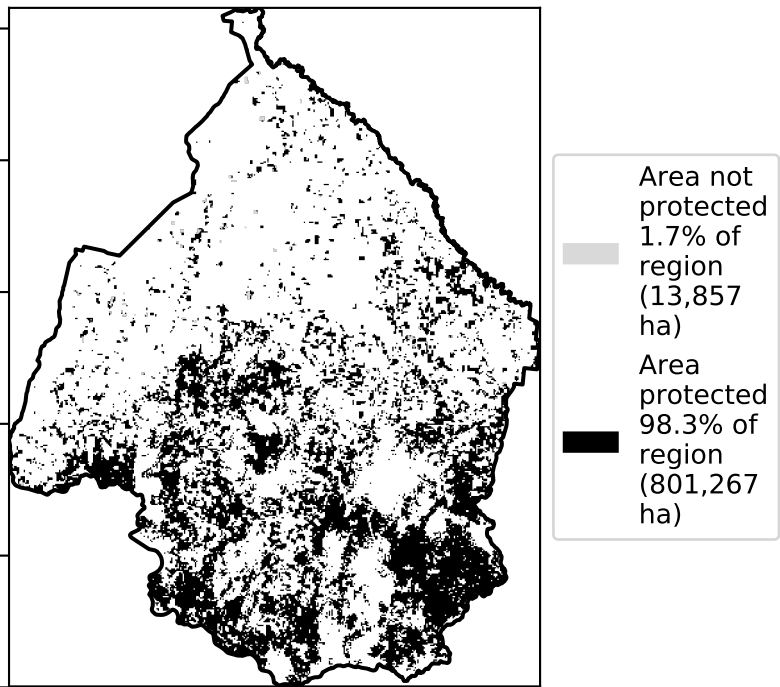 Area not
protected
1.7% of
region
(13,857
ha)
Area
protected
98.3% of
region
(801,267
ha)